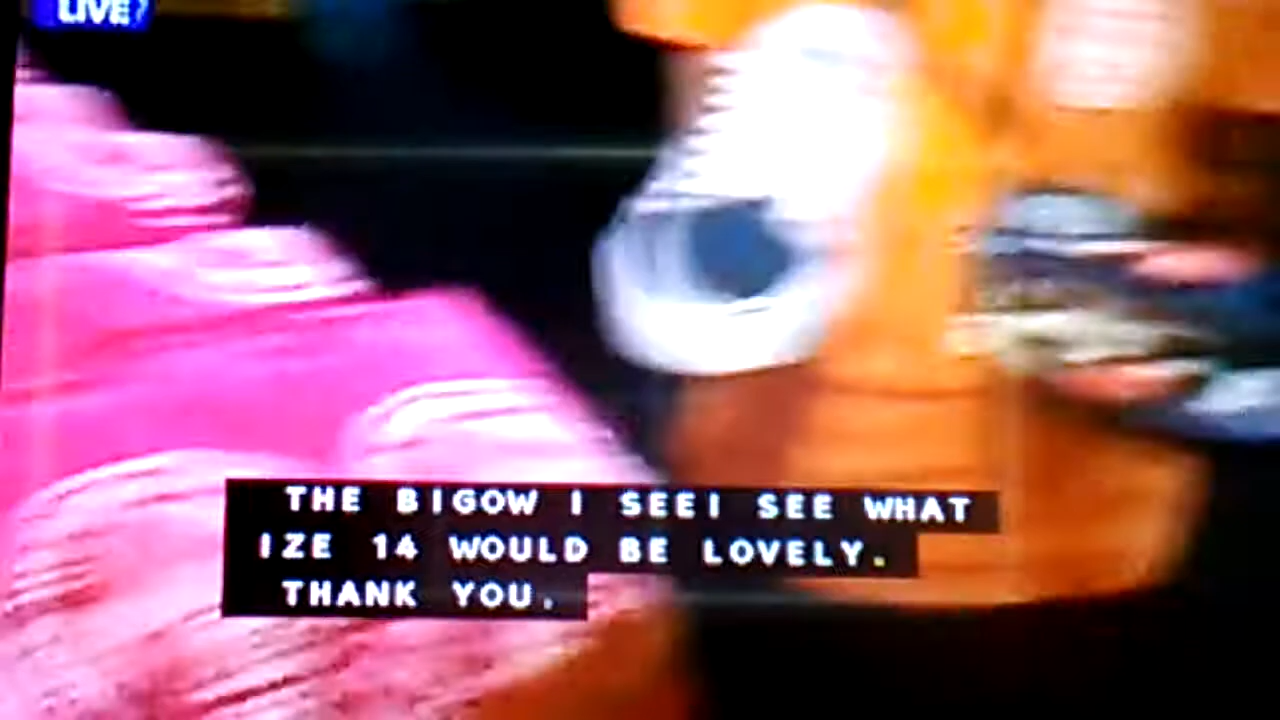 LIVE
THE BIGOW I SEEI SEE WHAT
IZE 14 WOULD BE LOVELY.
THANK YOU.